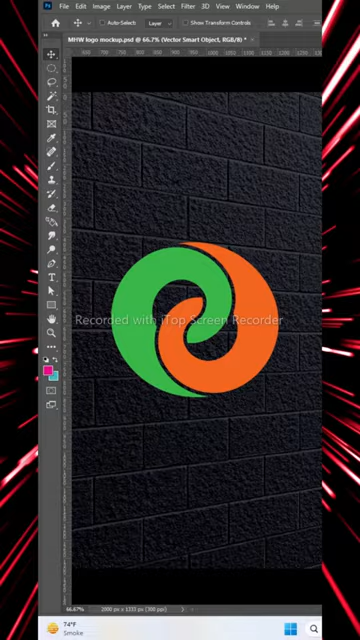 Ps File Edit Image Layer Type Select Filter 3D View Window
Auto-Select: Layer Show Transform Controls
MHW logo mockup.psd @ 66.7% (Vector Smart Object, RGB/8) *
Recorded with iTop Screen Recorder
66.67% 2000 px x 1333 px (300 ppi)
74°F
Smoke